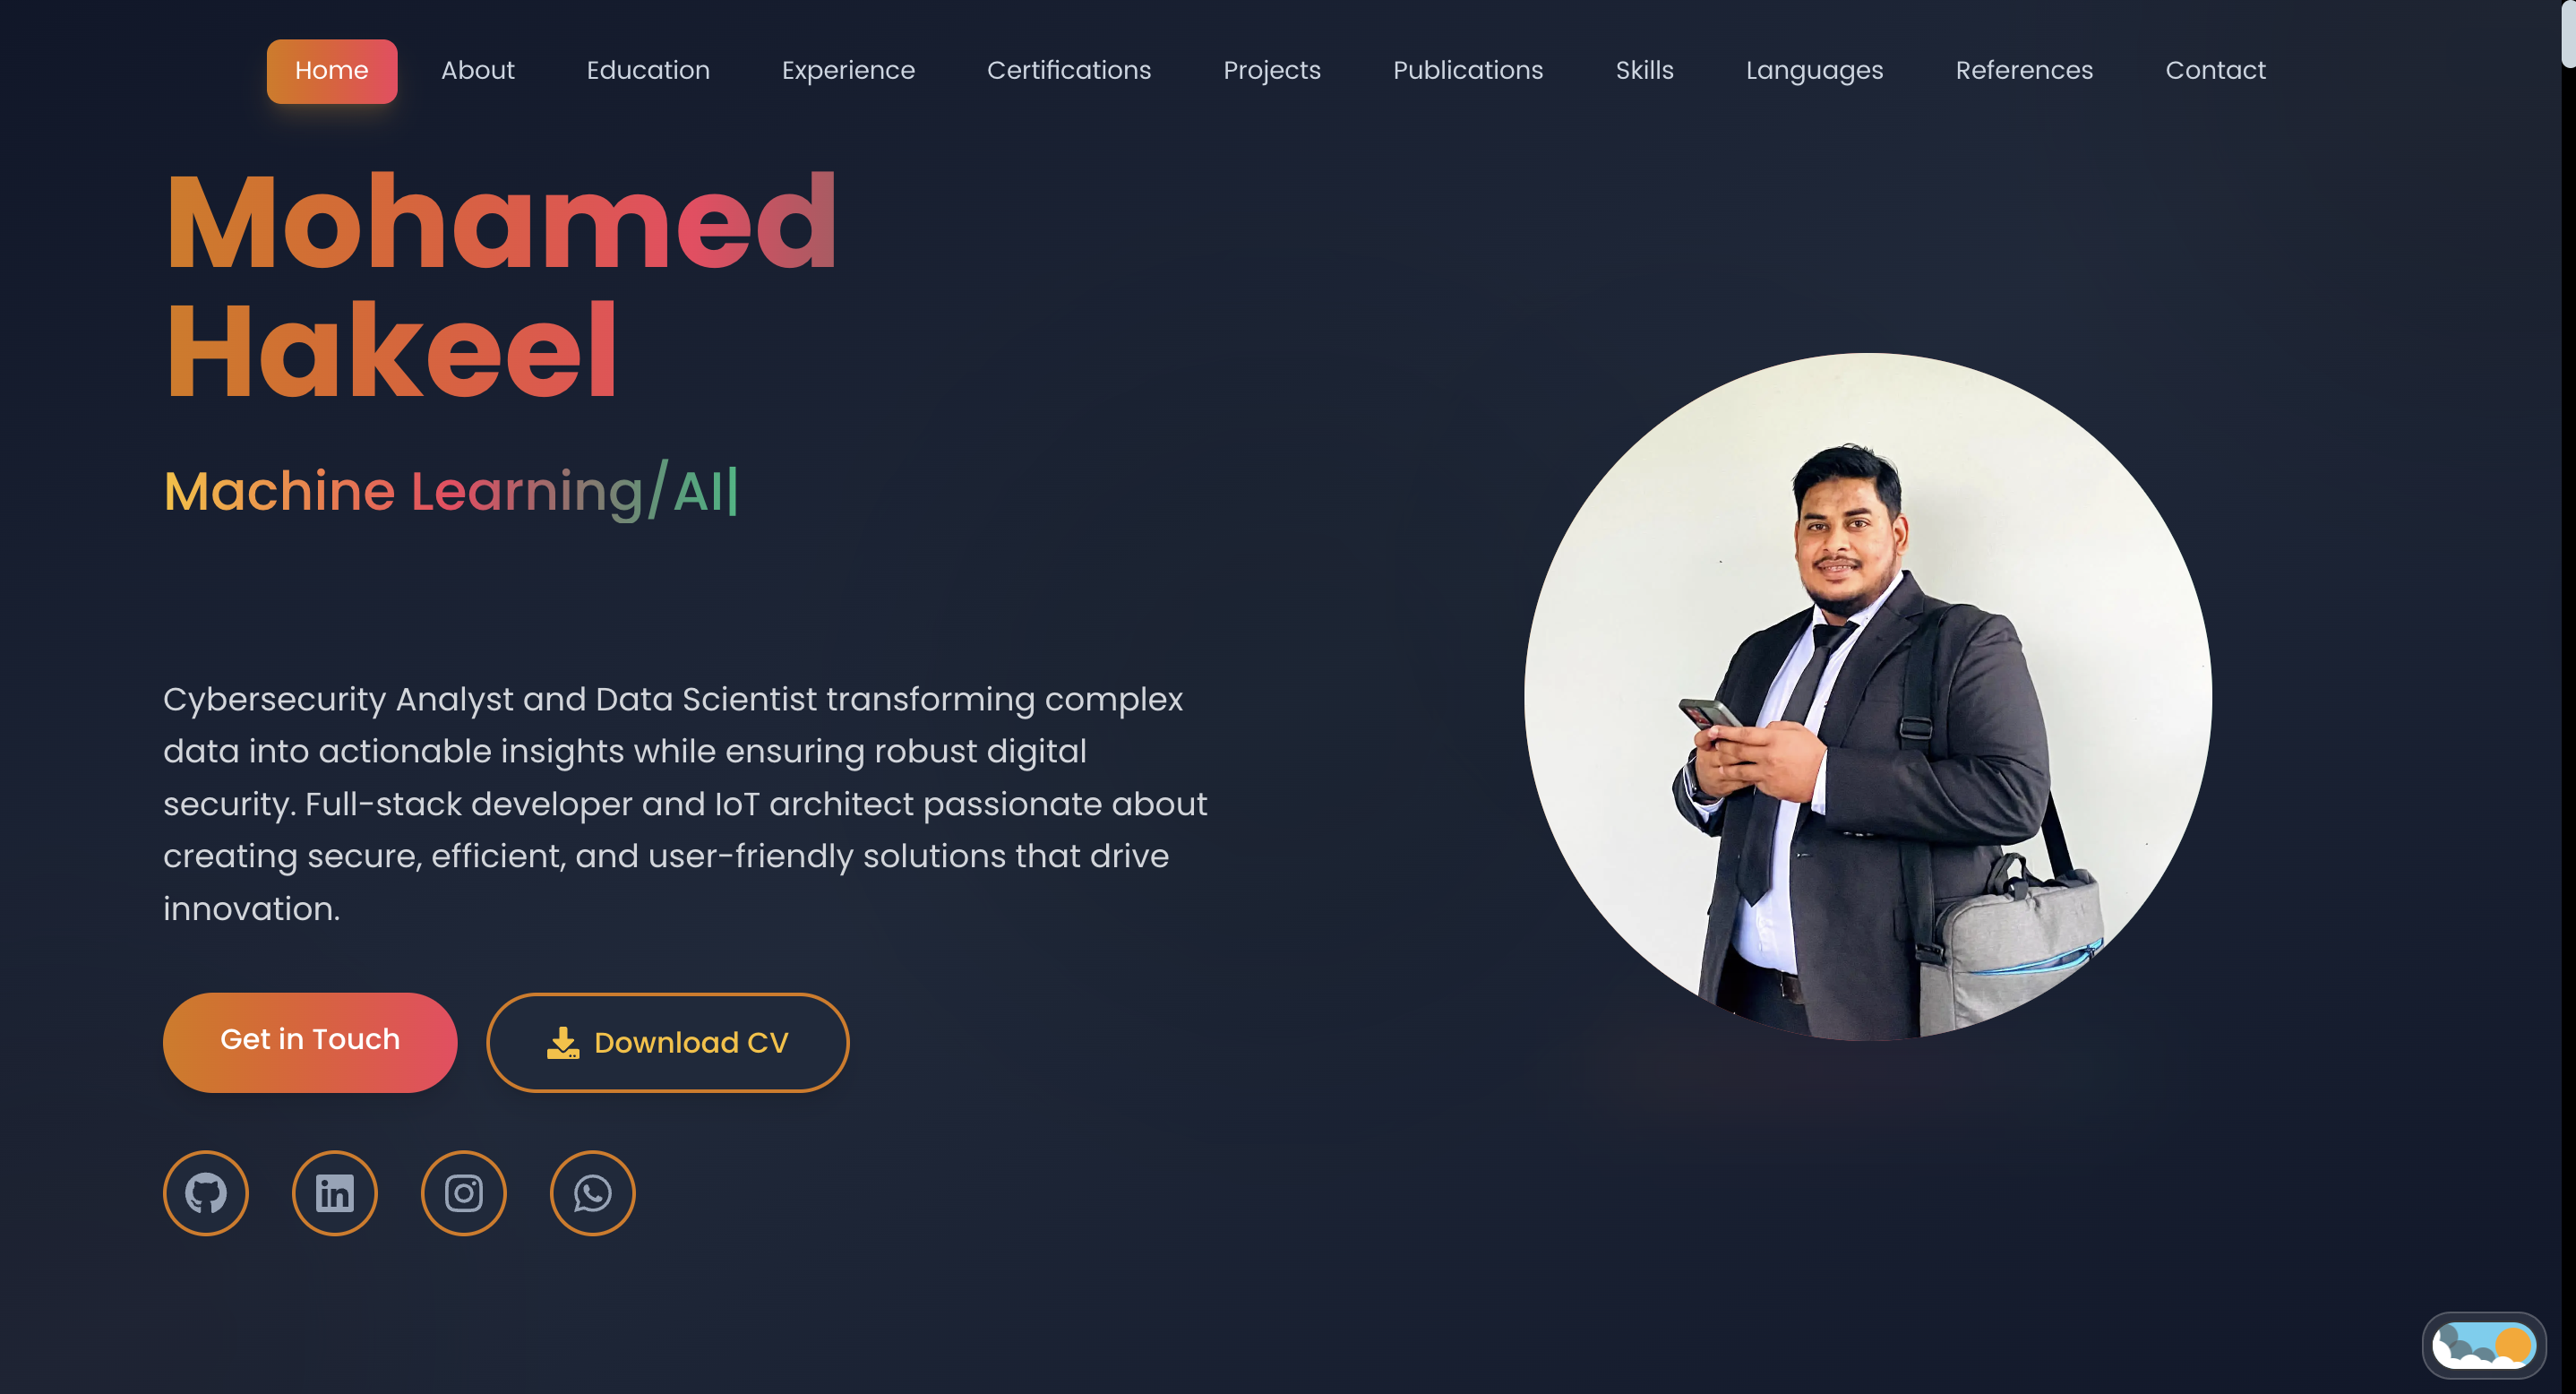 Home About Education Experience Certifications Projects Publications Skills Languages References Contact
Mohamed
Hakeel
Machine Learning/AI|
Cybersecurity Analyst and Data Scientist transforming complex
data into actionable insights while ensuring robust digital
security. Full-stack developer and IoT architect passionate about
creating secure, efficient, and user-friendly solutions that drive
innovation.
Get in Touch Download CV
in